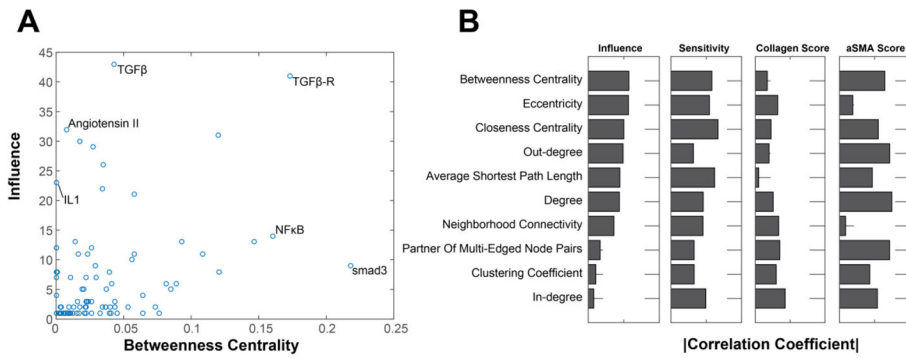 A
B
45
40
35
30
25
20
15
10
5
0
Influence
TGFβ
TGFβ-R
Angiotensin II
IL1
NFκB
smad3
0
0.05
0.1
0.15
0.2
0.25
Betweenness Centrality
Influence
Sensitivity
Collagen Score
aSMA Score
Betweenness Centrality
Eccentricity
Closeness Centrality
Out-degree
Average Shortest Path Length
Degree
Neighborhood Connectivity
Partner Of Multi-Edged Node Pairs
Clustering Coefficient
In-degree
|Correlation Coefficient|